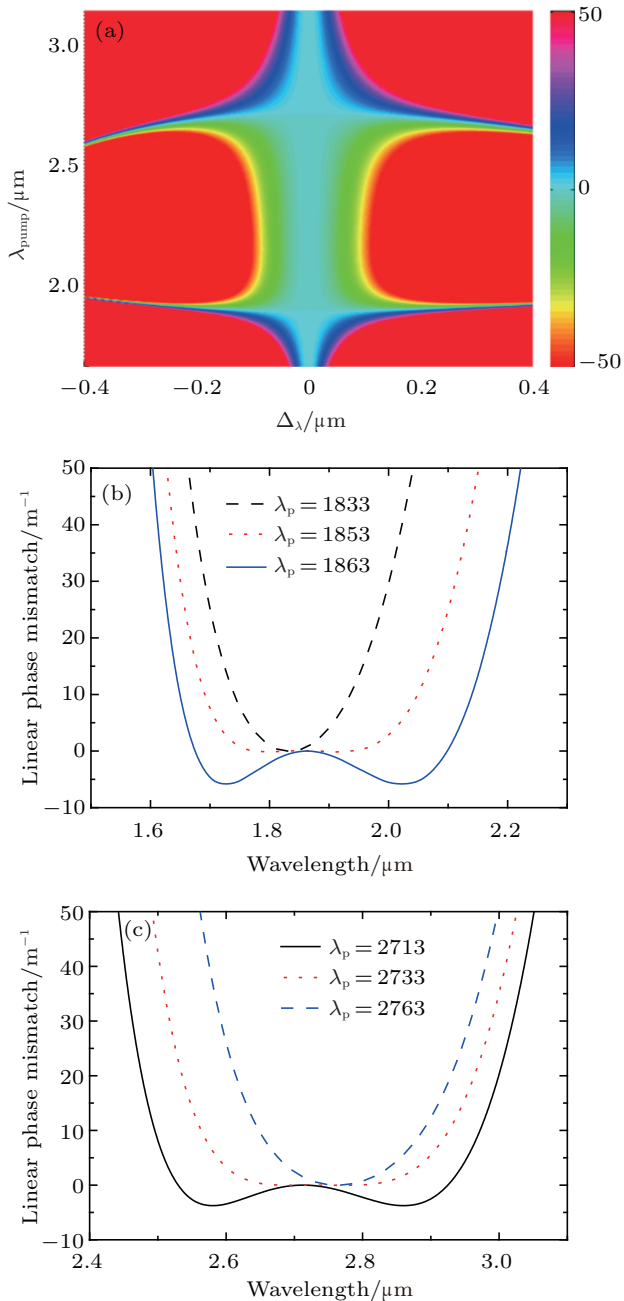 (a)
3.0
2.5
2.0
λpump/µm
−0.4
−0.2
0
0.2
0.4
Δλ/µm
50
0
−50
(b)
50
40
30
20
10
0
−10
Linear phase mismatch/m−1
λp = 1833
λp = 1853
λp = 1863
1.6
1.8
2.0
2.2
Wavelength/µm
(c)
50
40
30
20
10
0
−10
Linear phase mismatch/m−1
λp = 2713
λp = 2733
λp = 2763
2.4
2.6
2.8
3.0
Wavelength/µm